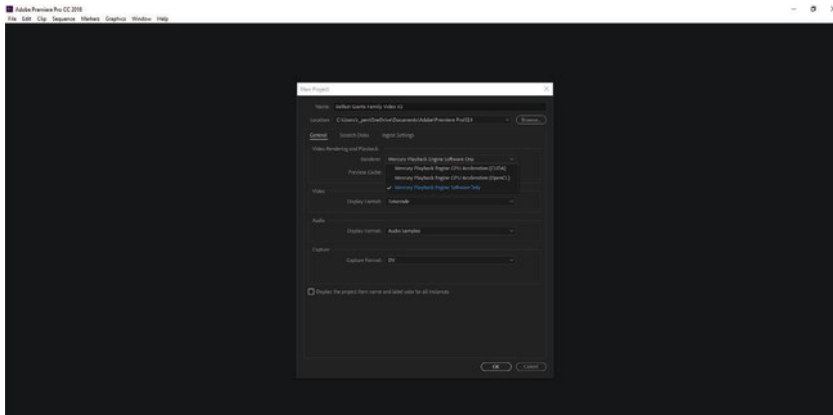 Adobe Premiere Pro CC 2018
File Edit Clip Sequence Markers Graphics Window Help
New Project
Name: Giants Family Video
Location:
Browse...
General Scratch Disks Ingest Settings
Video Rendering and Playback
Renderer: Mercury Playback Engine Software Only
Mercury Playback Engine GPU Acceleration (CUDA)
Mercury Playback Engine GPU Acceleration (OpenCL)
Mercury Playback Engine Software Only
Preview Cache:
Video
Display Format: Timecode
Audio
Display Format: Audio Samples
Capture
Capture Format: DV
Display the project item name and label color for all instances
OK Cancel